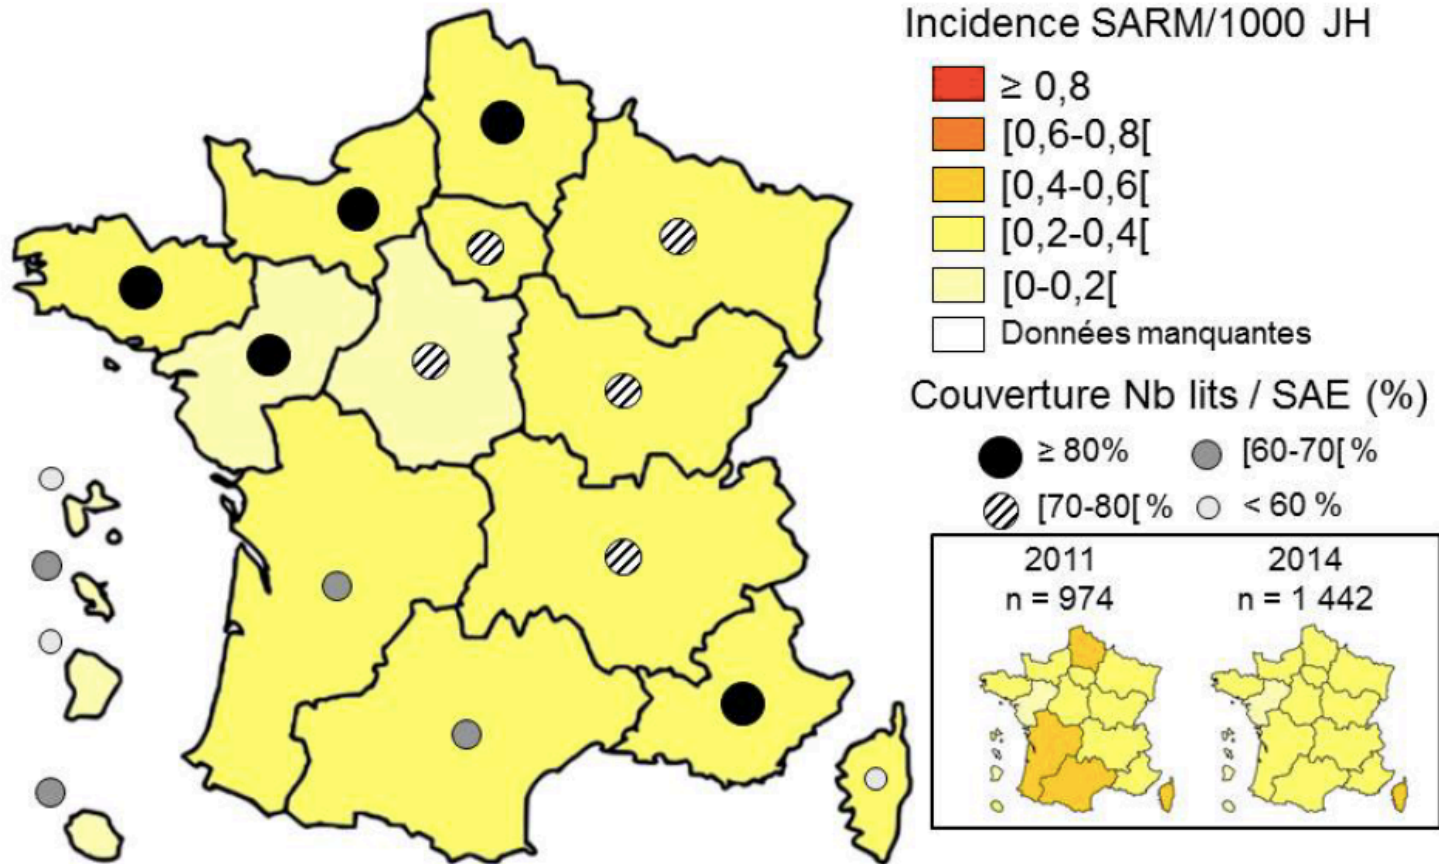 Incidence SARM/1000 JH
≥ 0,8
[0,6-0,8[
[0,4-0,6[
[0,2-0,4[
[0-0,2[
Données manquantes
Couverture Nb lits / SAE (%)
≥ 80% [60-70[ %
[70-80[ % < 60 %
2011 2014
n = 974 n = 1 442